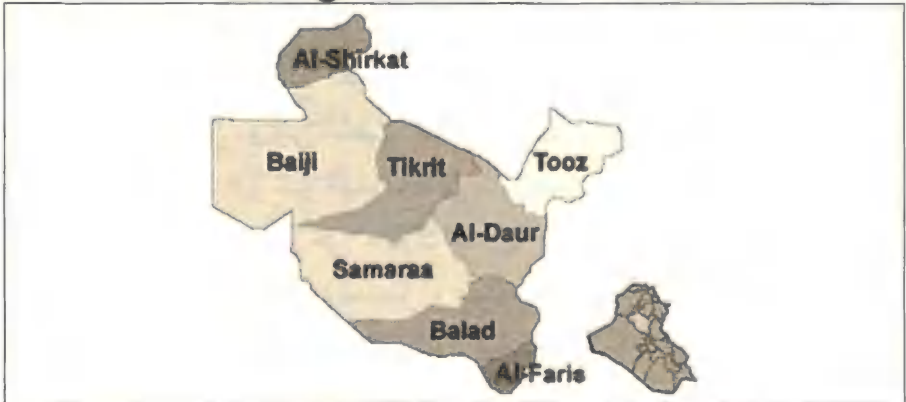 Al-Shirkat
Baiji
Tikrit
Tooz
Al-Daur
Samaraa
Balad
Al-Faris